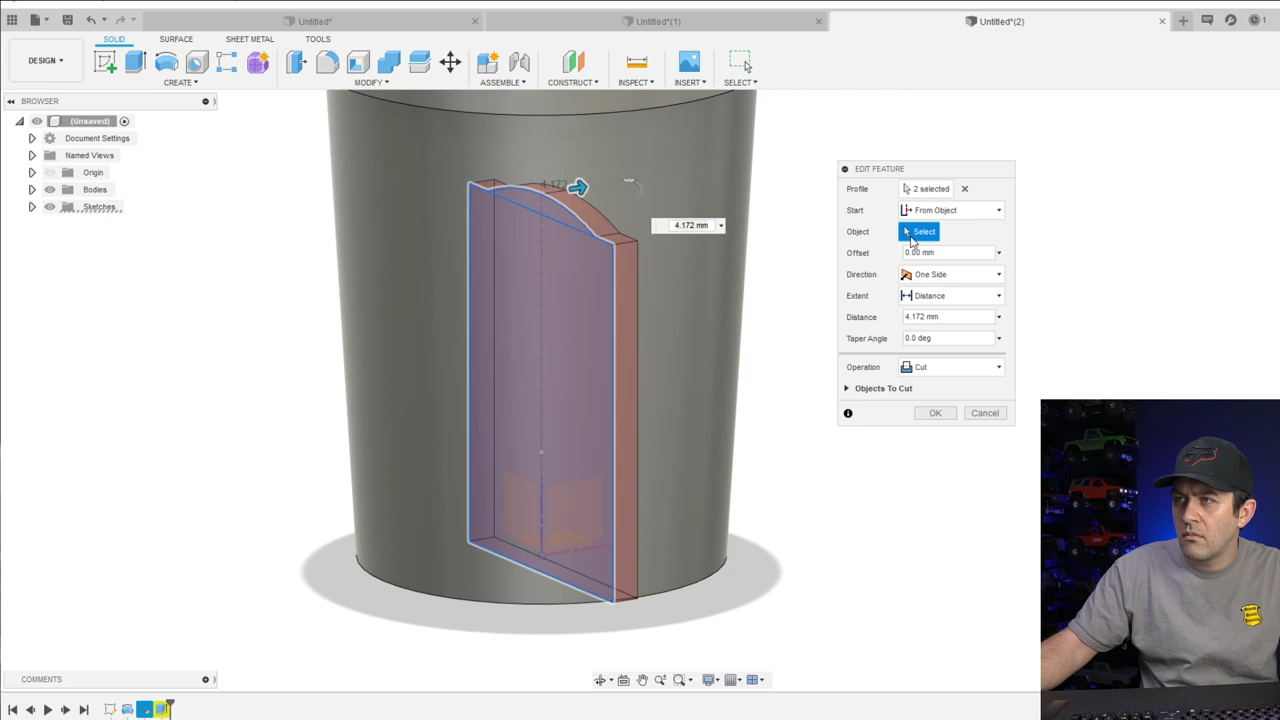 Untitled*
Untitled*(1)
Untitled*(2)
1
DESIGN
SOLID
SURFACE
SHEET METAL
TOOLS
CREATE
MODIFY
ASSEMBLE
CONSTRUCT
INSPECT
INSERT
SELECT
BROWSER
(Unsaved)
Document Settings
Named Views
Origin
Bodies
Sketches
4.172
4.172 mm
EDIT FEATURE
Profile 2 selected
Start From Object
Object Select
Offset 0.00 mm
Direction One Side
Extent Distance
Distance 4.172 mm
Taper Angle 0.0 deg
Operation Cut
Objects To Cut
OK Cancel
COMMENTS